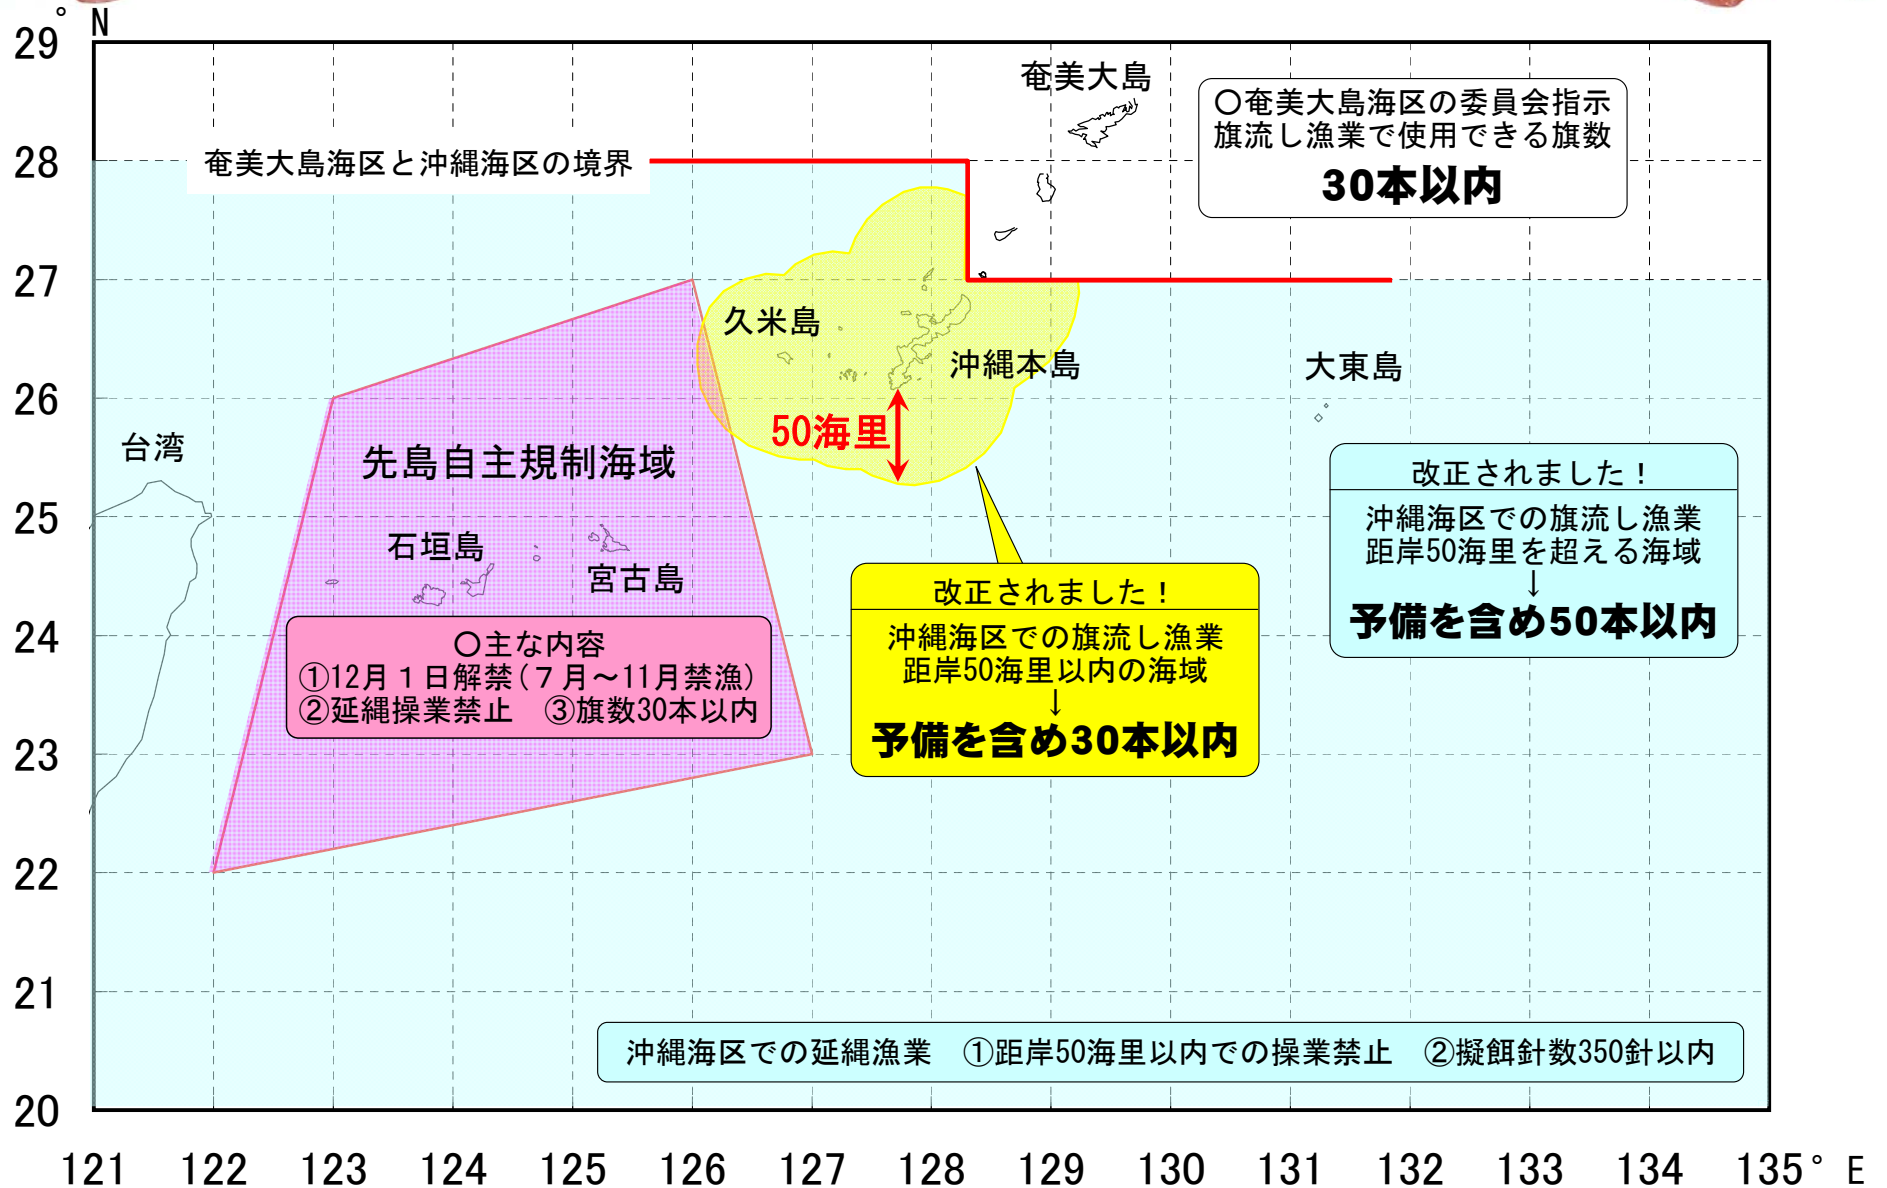 ° N
29
28
27
26
25
24
23
22
21
20
奄美大島
〇奄美大島海区の委員会指示
旗流し漁業で使用できる旗数
30本以内
奄美大島海区と沖縄海区の境界
久米島
沖縄本島
大東島
50海里
台湾
先島自主規制海域
石垣島
宮古島
〇主な内容
①12月１日解禁(７月～11月禁漁)
②延縄操業禁止　③旗数30本以内
改正されました！
沖縄海区での旗流し漁業
距岸50海里以内の海域
↓
予備を含め30本以内
改正されました！
沖縄海区での旗流し漁業
距岸50海里を超える海域
↓
予備を含め50本以内
沖縄海区での延縄漁業　①距岸50海里以内での操業禁止　②擬餌針数350針以内
121 122 123 124 125 126 127 128 129 130 131 132 133 134 135° E